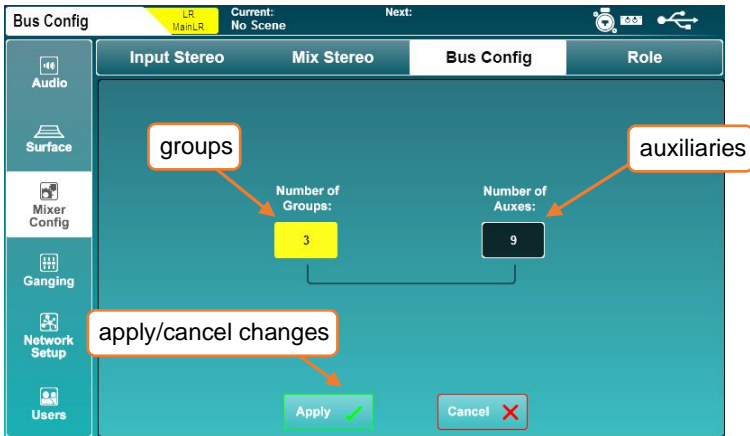 Bus Config
LR
MainLR
Current:
No Scene
Next:
Input Stereo
Mix Stereo
Bus Config
Role
Audio
Surface
Mixer
Config
Ganging
Network
Setup
Users
groups
auxiliaries
Number of
Groups:
Number of
Auxes:
3
9
apply/cancel changes
Apply
Cancel